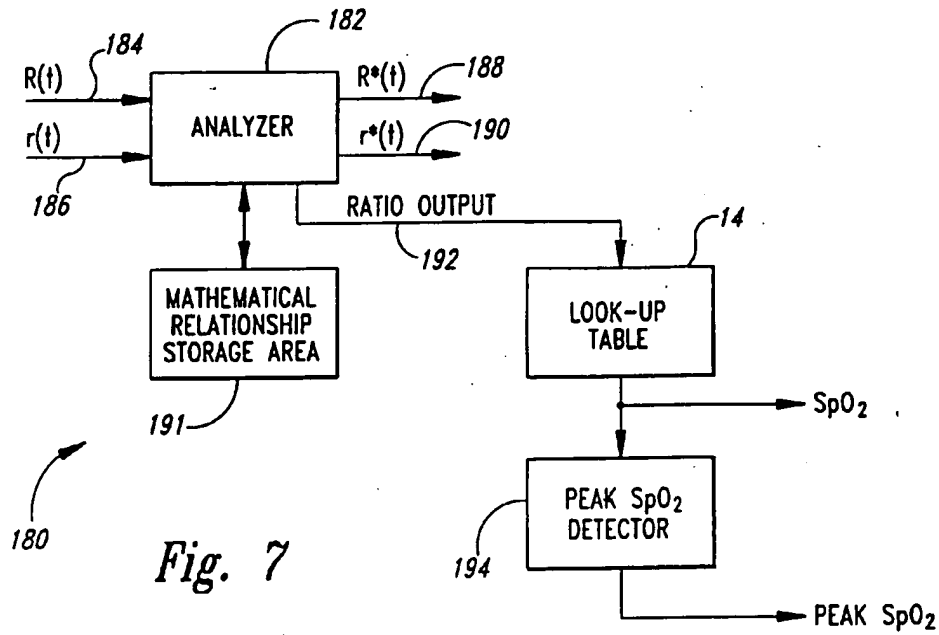 182
184
R(t)
R*(t)
188
ANALYZER
r(t)
r*(t)
190
186
RATIO OUTPUT
192
14
MATHEMATICAL
RELATIONSHIP
STORAGE AREA
LOOK-UP
TABLE
191
SpO₂
PEAK SpO₂
DETECTOR
180
194
Fig. 7
PEAK SpO₂